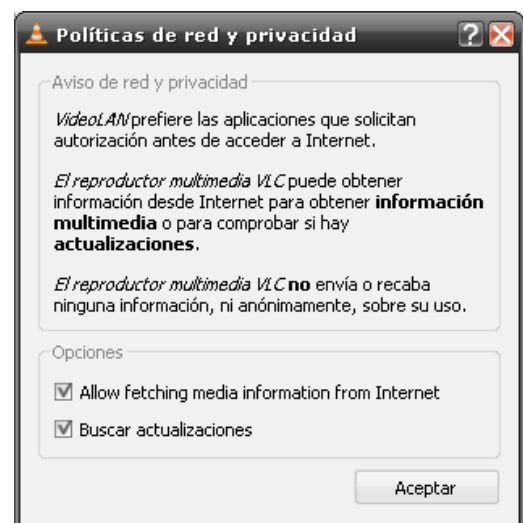 Políticas de red y privacidad
Aviso de red y privacidad
VideoLAN prefiere las aplicaciones que solicitan
autorización antes de acceder a Internet.
El reproductor multimedia VLC puede obtener
información desde Internet para obtener información
multimedia o para comprobar si hay
actualizaciones.
El reproductor multimedia VLC no envía o recaba
ninguna información, ni anónimamente, sobre su uso.
Opciones
Allow fetching media information from Internet
Buscar actualizaciones
Aceptar